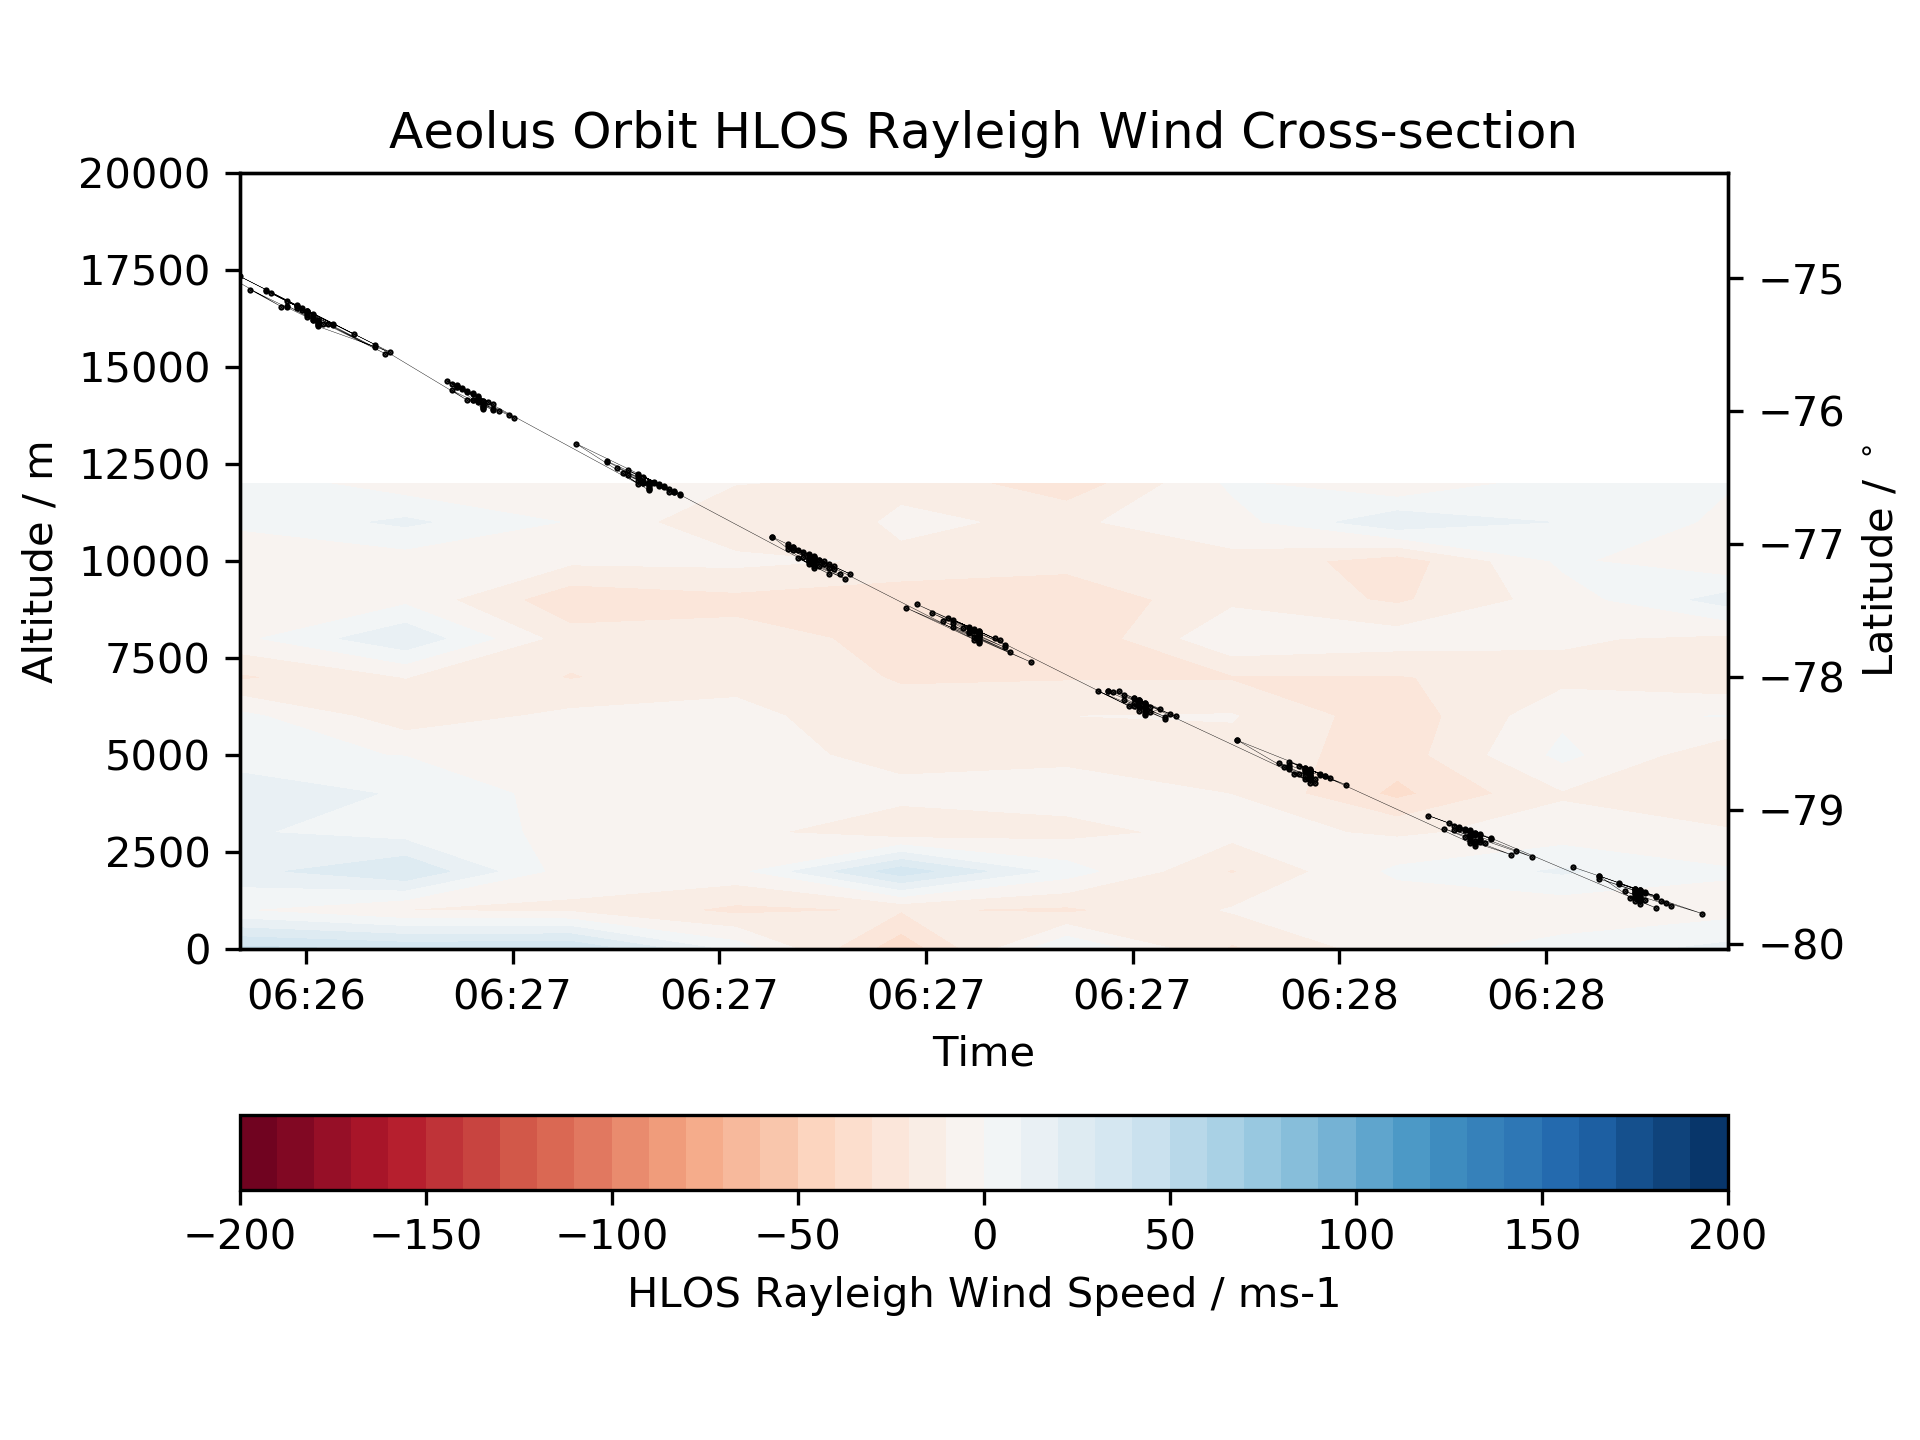 Aeolus Orbit HLOS Rayleigh Wind Cross-section
20000
17500
15000
12500
10000
7500
5000
2500
0
Altitude / m
−75
−76
−77
−78
−79
−80
Latitude / °
06:26 06:27 06:27 06:27 06:27 06:28 06:28
Time
−200 −150 −100 −50 0 50 100 150 200
HLOS Rayleigh Wind Speed / ms-1